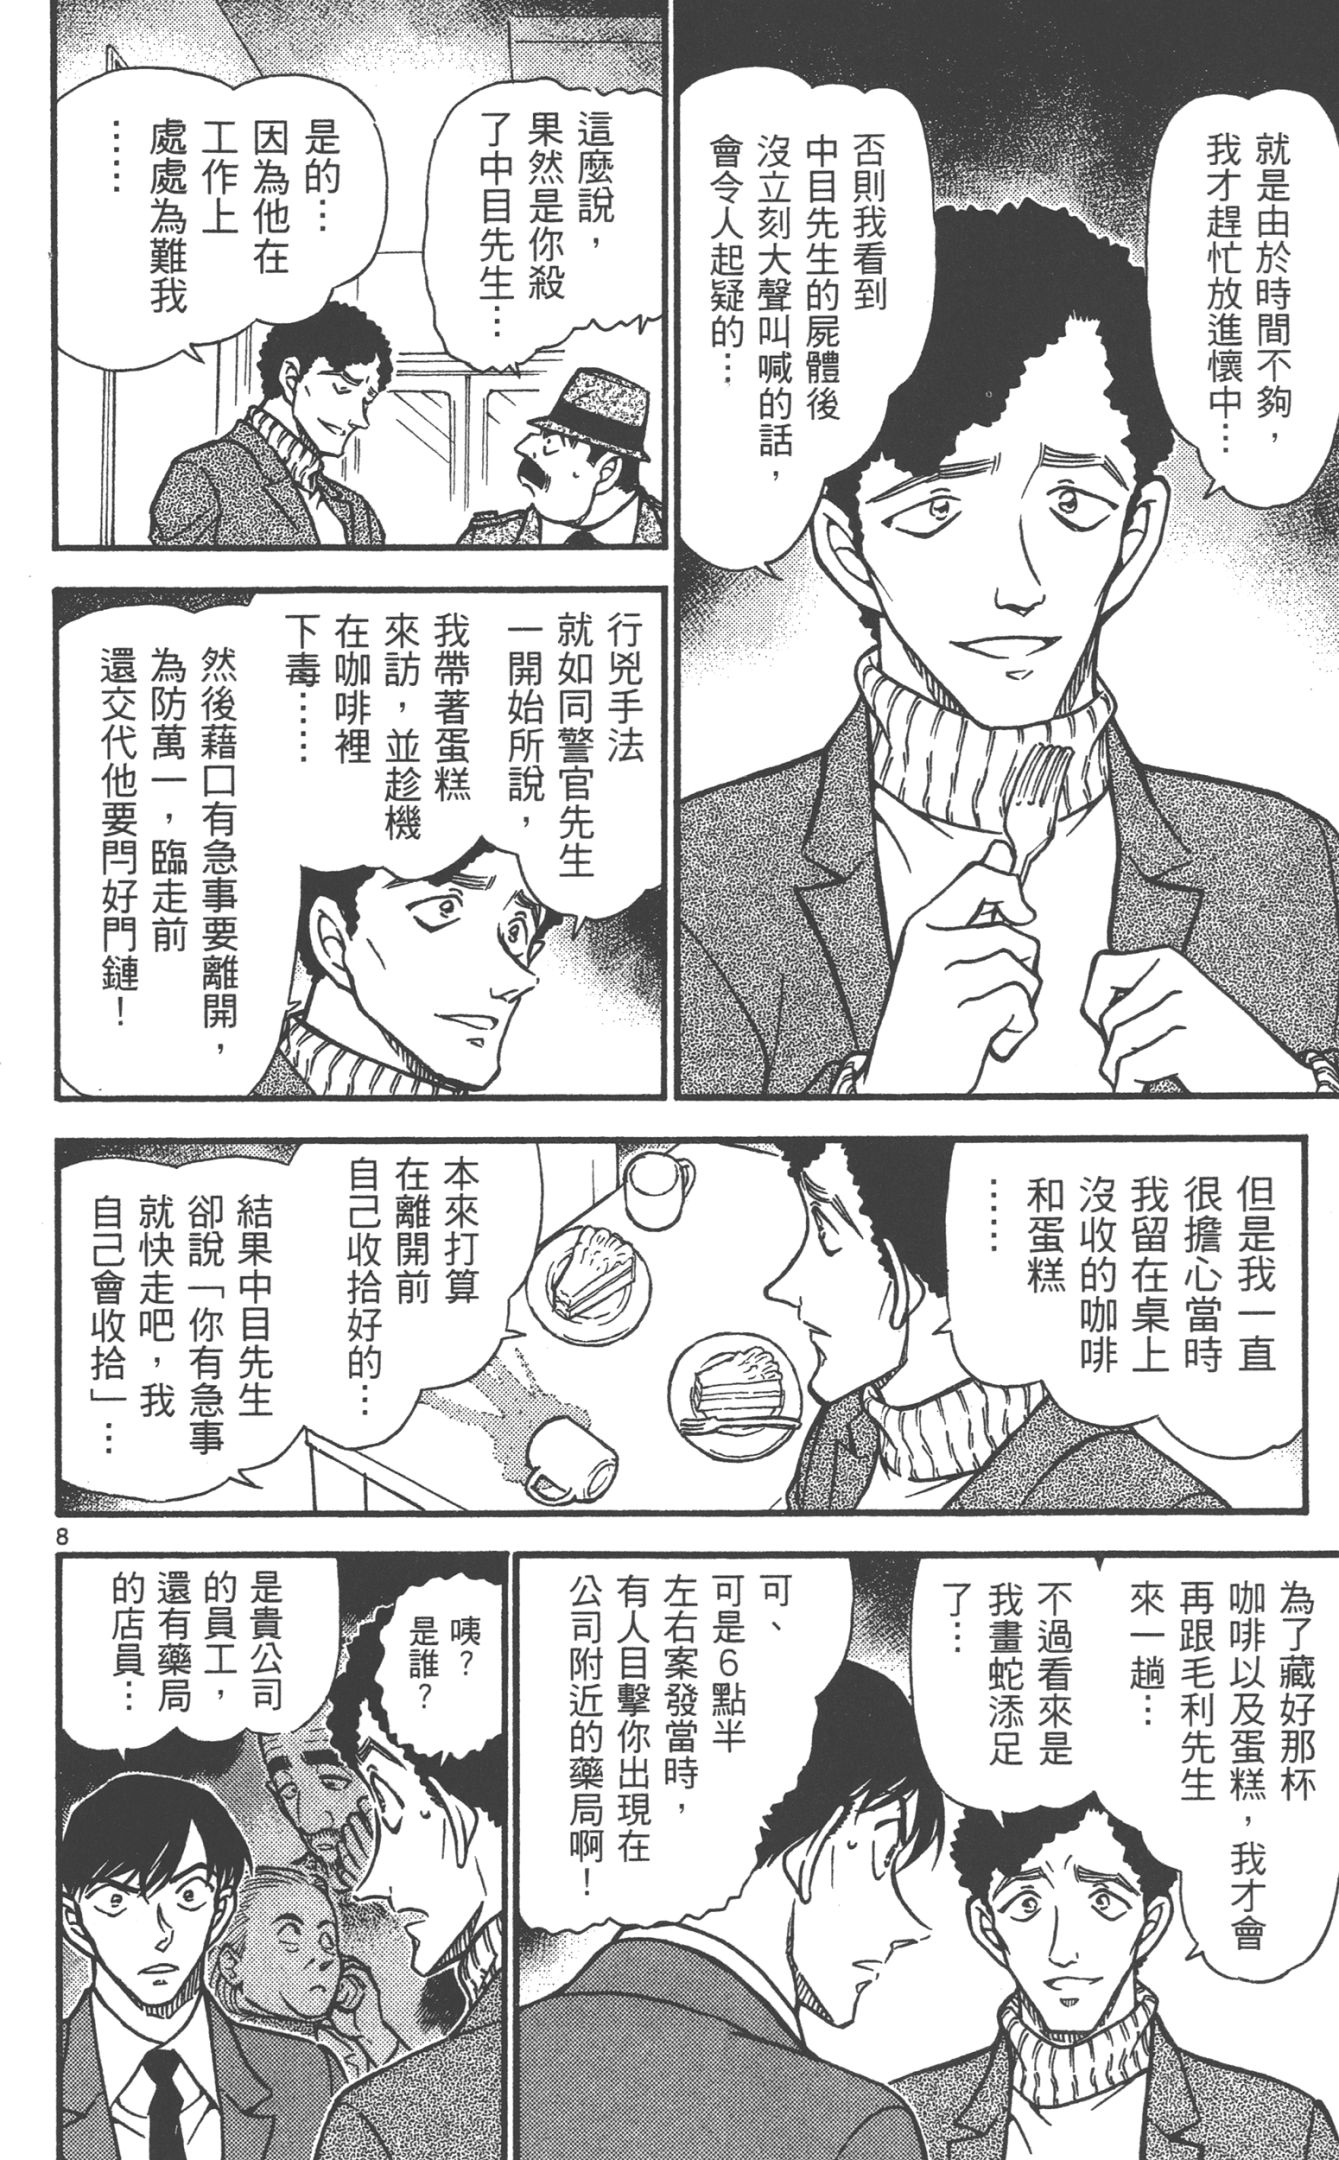 就是由於時間不夠，
我才趕忙放進懷中…
否則我看到
中目先生的屍體後
沒立刻大聲叫喊的話，
會令人起疑的…
這麼說，
果然是你殺
了中目先生…
是的…
因為他在
工作上
處處為難我
……
行兇手法
就如同警官先生
一開始所說，
我帶著蛋糕
來訪，並趁機
在咖啡裡
下毒……
然後藉口有急事要離開，
為防萬一，臨走前
還交代他要閂好門鏈！
但是我一直
很擔心當時
我留在桌上
沒收的咖啡
和蛋糕
……
本來打算
在離開前
自己收拾好的…
結果中目先生
卻說「你有急事
就快走吧，我
自己會收拾」…
8
為了藏好那杯
咖啡以及蛋糕，我才會
再跟毛利先生
來一趟…
不過看來是
我畫蛇添足
了…
可、
可是6點半
左右案發當時，
有人目擊你出現在
公司附近的藥局啊！
咦？
是誰？
是貴公司
的員工，
還有藥局
的店員…